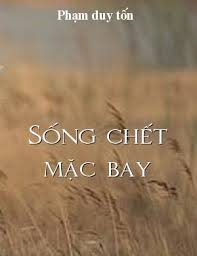 Phạm duy tốn
SỐNG CHẾT
MẶC BAY